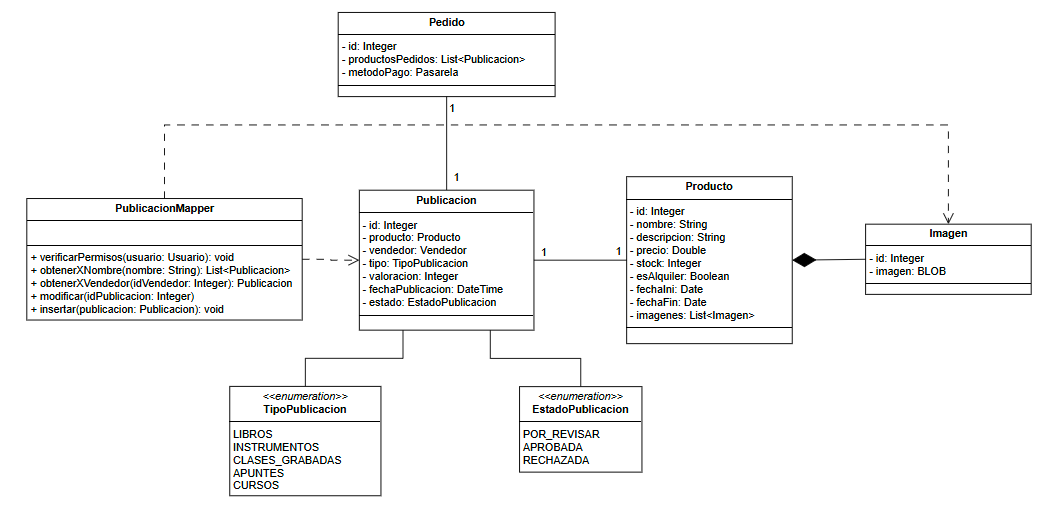 Pedido
- id: Integer
- productosPedidos: List<Publicacion>
- metodoPago: Pasarela
1
1
PublicacionMapper
+ verificarPermisos(usuario: Usuario): void
+ obtenerXNombre(nombre: String): List<Publicacion>
+ obtenerXVendedor(idVendedor: Integer): Publicacion
+ modificar(idPublicacion: Integer)
+ insertar(publicacion: Publicacion): void
Publicacion
- id: Integer
- producto: Producto
- vendedor: Vendedor
- tipo: TipoPublicacion
- valoracion: Integer
- fechaPublicacion: DateTime
- estado: EstadoPublicacion
1
1
Producto
- id: Integer
- nombre: String
- descripcion: String
- precio: Double
- stock: Integer
- esAlquiler: Boolean
- fechaIni: Date
- fechaFin: Date
- imagenes: List<Imagen>
Imagen
- id: Integer
- imagen: BLOB
<<enumeration>>
TipoPublicacion
LIBROS
INSTRUMENTOS
CLASES_GRABADAS
APUNTES
CURSOS
<<enumeration>>
EstadoPublicacion
POR_REVISAR
APROBADA
RECHAZADA